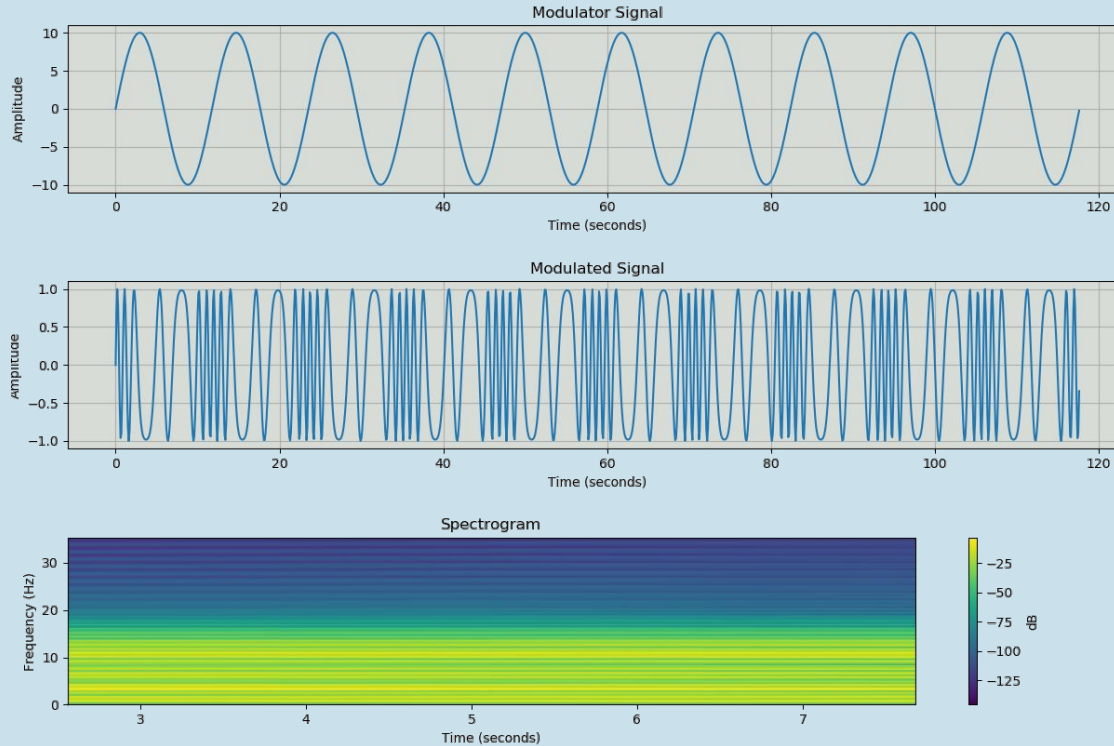 Modulator Signal
10
5
0
−5
−10
Amplitude
0 20 40 60 80 100 120
Time (seconds)
Modulated Signal
1.0
0.5
0.0
−0.5
−1.0
Amplitude
0 20 40 60 80 100 120
Time (seconds)
Spectrogram
30
20
10
0
Frequency (Hz)
3 4 5 6 7
Time (seconds)
−25
−50
−75
−100
−125
dB